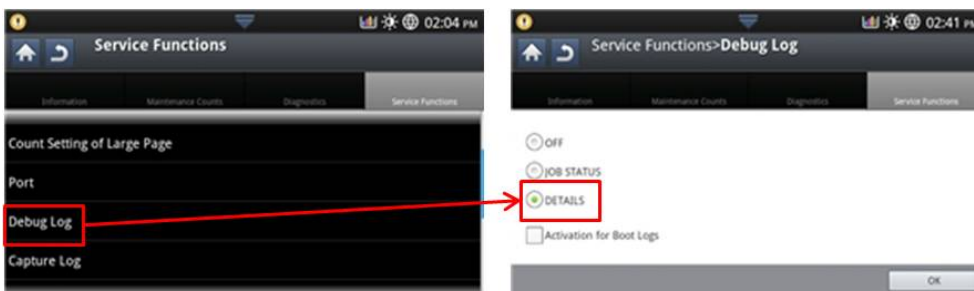 02:04 PM
Service Functions
Information Maintenance Counts Diagnostics Service Functions
Count Setting of Large Page
Port
Debug Log
Capture Log
02:41 PM
Service Functions>Debug Log
Information Maintenance Counts Diagnostics Service Functions
OFF
JOB STATUS
DETAILS
Activation for Boot Logs
OK